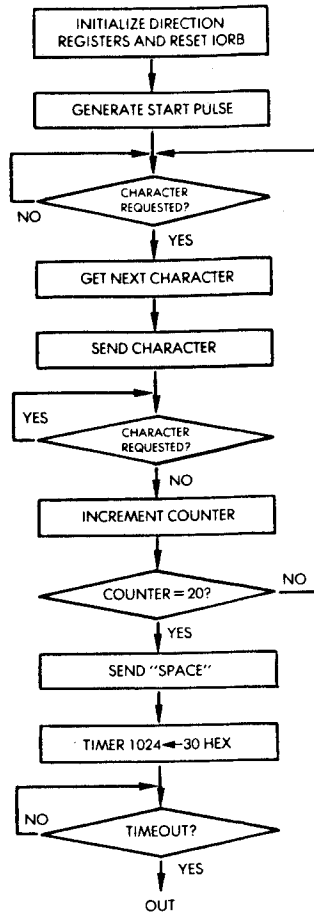 INITIALIZE DIRECTION
REGISTERS AND RESET IORB
GENERATE START PULSE
CHARACTER
REQUESTED?
NO
YES
GET NEXT CHARACTER
SEND CHARACTER
YES
CHARACTER
REQUESTED?
NO
INCREMENT COUNTER
COUNTER = 20?
NO
YES
SEND "SPACE"
TIMER 1024←30 HEX
NO
TIMEOUT?
YES
OUT